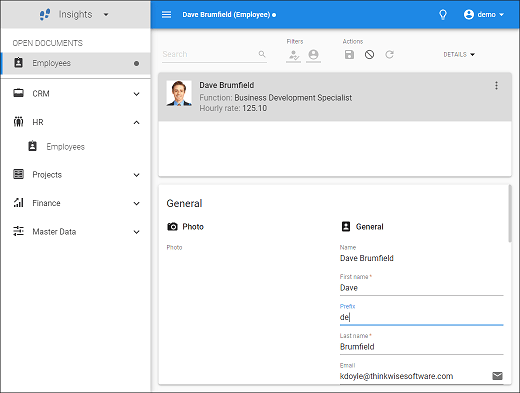 Insights
Dave Brumfield (Employee)
demo
OPEN DOCUMENTS
Employees
CRM
HR
Employees
Projects
Finance
Master Data
Search
Filters
Actions
DETAILS
Dave Brumfield
Function: Business Development Specialist
Hourly rate: 125.10
General
Photo
General
Photo
Name
Dave Brumfield
First name *
Dave
Prefix
de
Last name *
Brumfield
Email
kdoyle@thinkwisesoftware.com